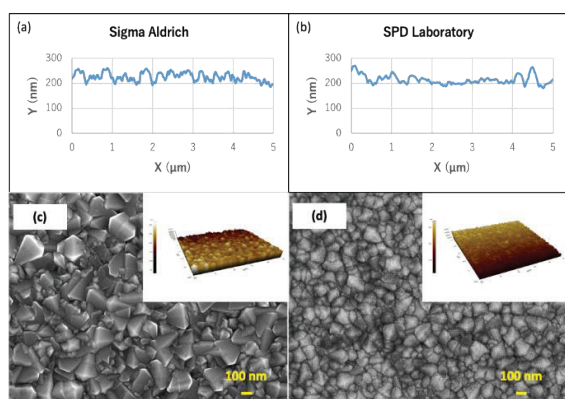 (a)
Sigma Aldrich
300
200
100
0
Y (nm)
0 1 2 3 4 5
X (μm)
(b)
SPD Laboratory
300
200
100
0
Y (nm)
0 1 2 3 4 5
X (μm)
(c)
100 nm
(d)
100 nm